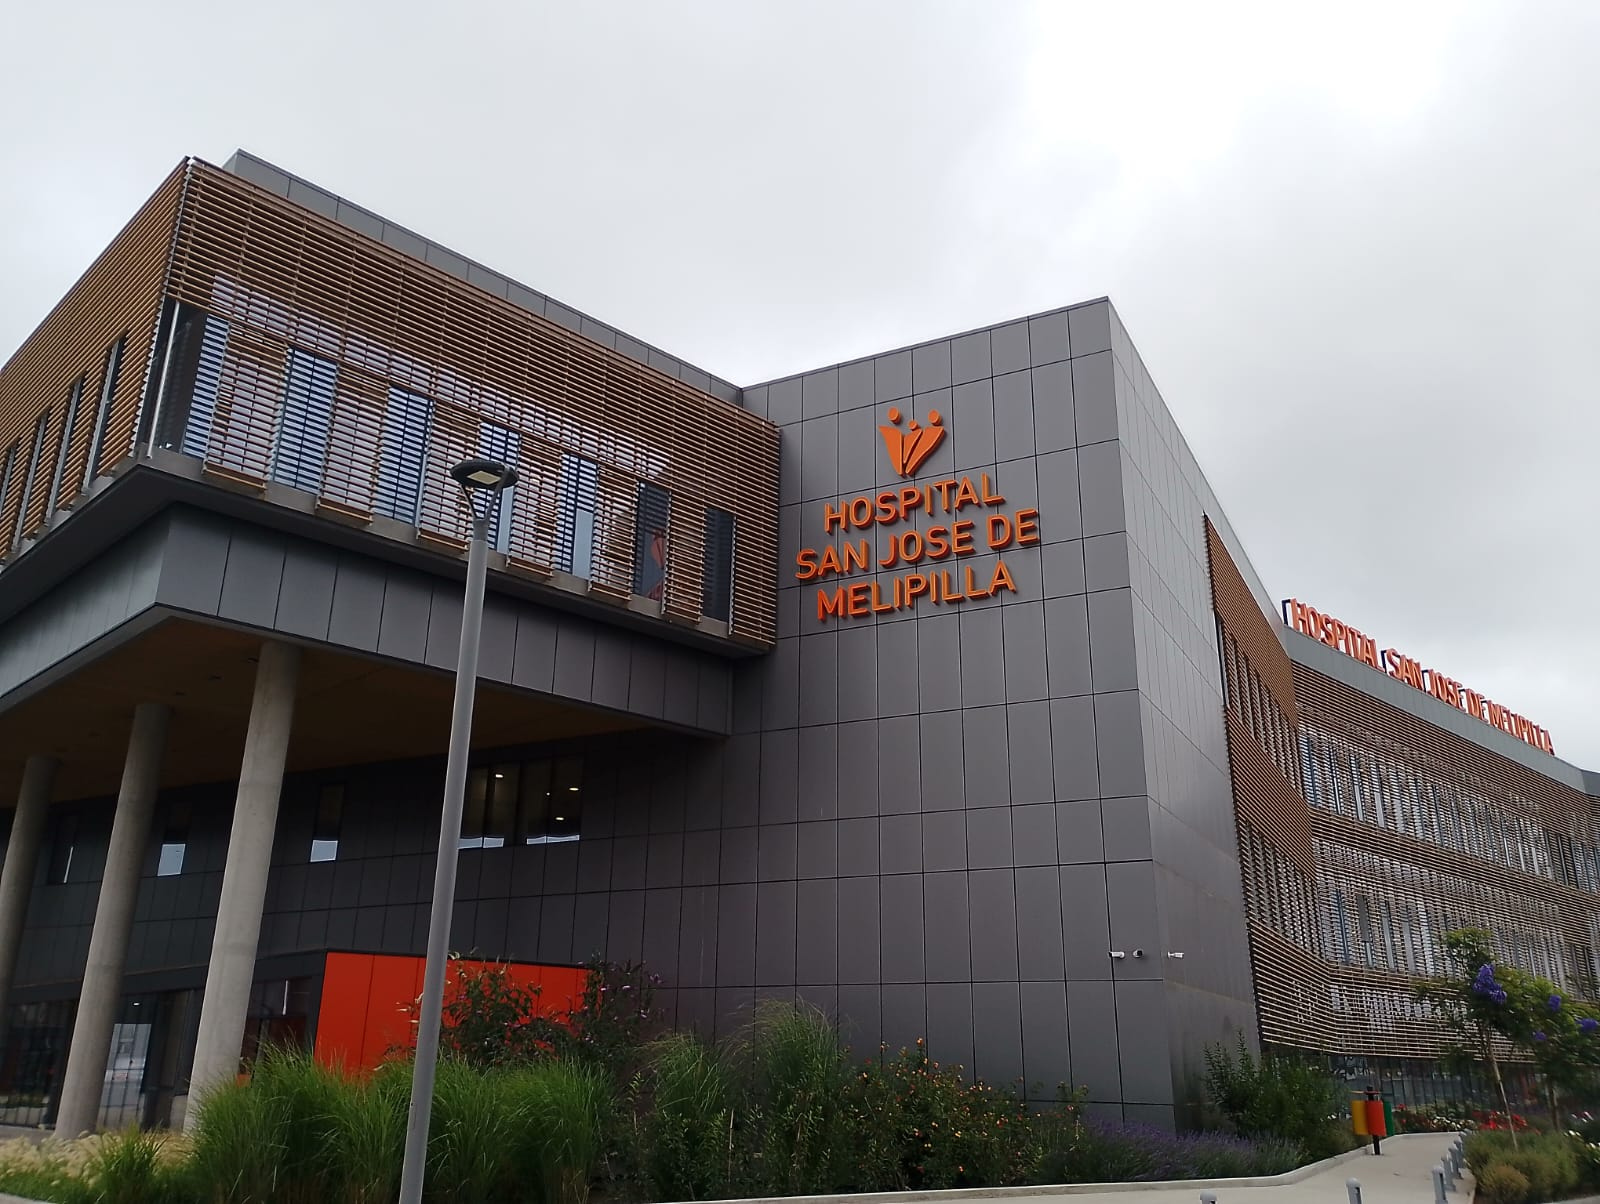 HOSPITAL
SAN JOSE DE
MELIPILLA
HOSPITAL SAN JOSE DE MELIPILLA